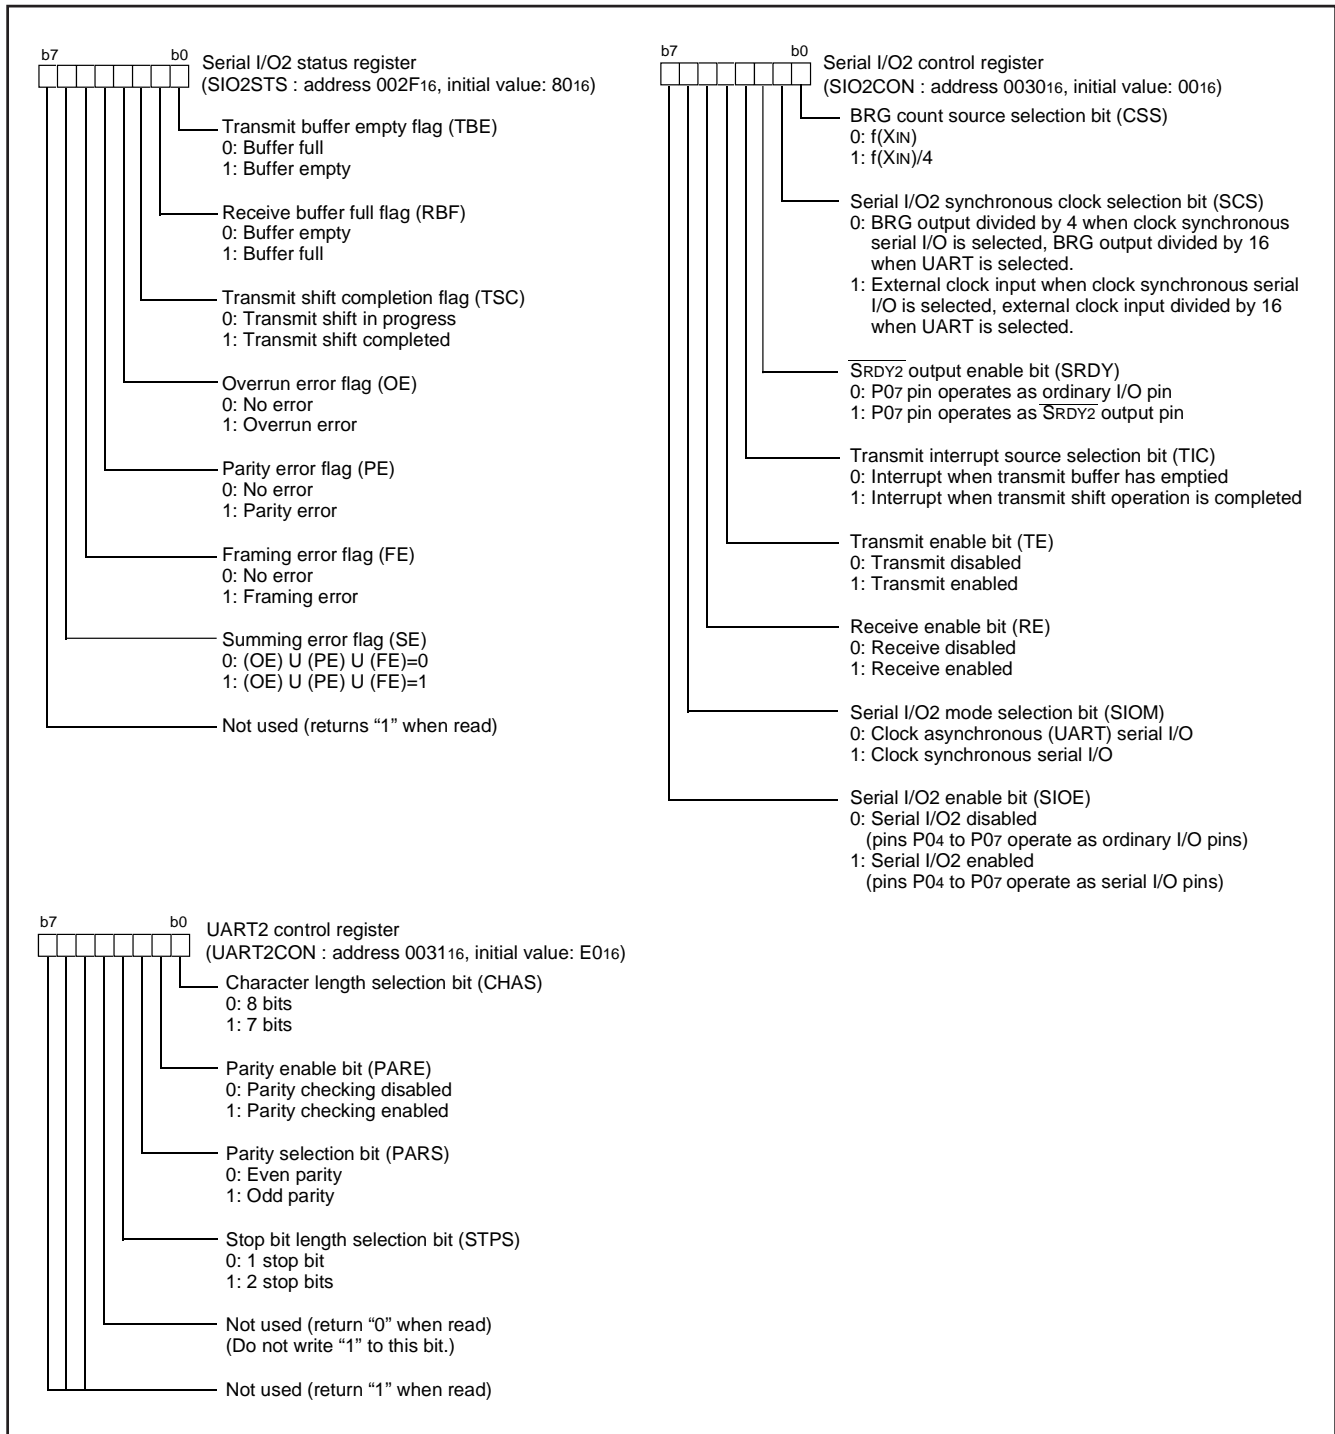 b7 b0
Serial I/O2 status register
(SIO2STS : address 002F16, initial value: 8016)
Transmit buffer empty flag (TBE)
0: Buffer full
1: Buffer empty
Receive buffer full flag (RBF)
0: Buffer empty
1: Buffer full
Transmit shift completion flag (TSC)
0: Transmit shift in progress
1: Transmit shift completed
Overrun error flag (OE)
0: No error
1: Overrun error
Parity error flag (PE)
0: No error
1: Parity error
Framing error flag (FE)
0: No error
1: Framing error
Summing error flag (SE)
0: (OE) U (PE) U (FE)=0
1: (OE) U (PE) U (FE)=1
Not used (returns “1” when read)
b7 b0
Serial I/O2 control register
(SIO2CON : address 003016, initial value: 0016)
BRG count source selection bit (CSS)
0: f(XIN)
1: f(XIN)/4
Serial I/O2 synchronous clock selection bit (SCS)
0: BRG output divided by 4 when clock synchronous
serial I/O is selected, BRG output divided by 16
when UART is selected.
1: External clock input when clock synchronous serial
I/O is selected, external clock input divided by 16
when UART is selected.
SRDY2 output enable bit (SRDY)
0: P07 pin operates as ordinary I/O pin
1: P07 pin operates as SRDY2 output pin
Transmit interrupt source selection bit (TIC)
0: Interrupt when transmit buffer has emptied
1: Interrupt when transmit shift operation is completed
Transmit enable bit (TE)
0: Transmit disabled
1: Transmit enabled
Receive enable bit (RE)
0: Receive disabled
1: Receive enabled
Serial I/O2 mode selection bit (SIOM)
0: Clock asynchronous (UART) serial I/O
1: Clock synchronous serial I/O
Serial I/O2 enable bit (SIOE)
0: Serial I/O2 disabled
(pins P04 to P07 operate as ordinary I/O pins)
1: Serial I/O2 enabled
(pins P04 to P07 operate as serial I/O pins)
b7 b0
UART2 control register
(UART2CON : address 003116, initial value: E016)
Character length selection bit (CHAS)
0: 8 bits
1: 7 bits
Parity enable bit (PARE)
0: Parity checking disabled
1: Parity checking enabled
Parity selection bit (PARS)
0: Even parity
1: Odd parity
Stop bit length selection bit (STPS)
0: 1 stop bit
1: 2 stop bits
Not used (return “0” when read)
(Do not write “1” to this bit.)
Not used (return “1” when read)